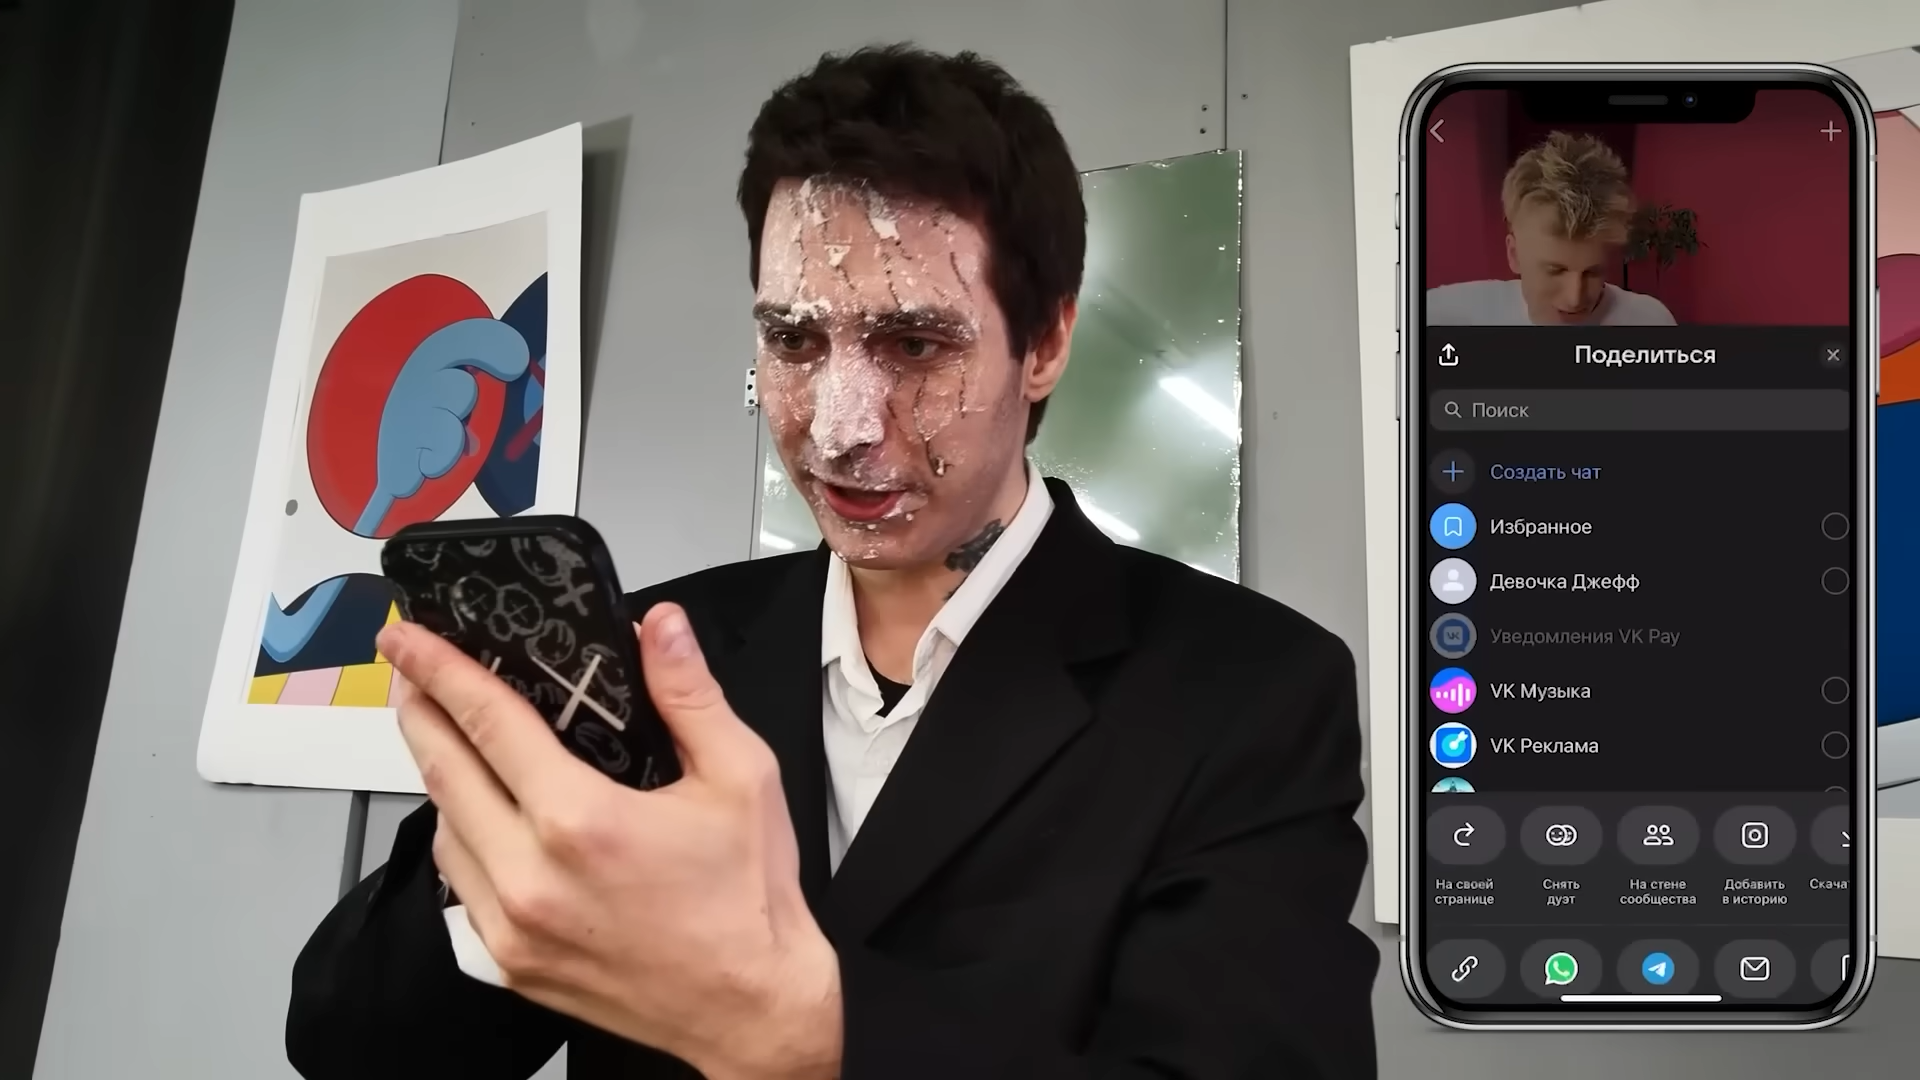 Поделиться
Поиск
Создать чат
Избранное
Девочка Джефф
Уведомления VK Pay
VK Музыка
VK Реклама
На своей
странице
Снять
дуэт
На стене
сообщества
Добавить
в историю
Скача